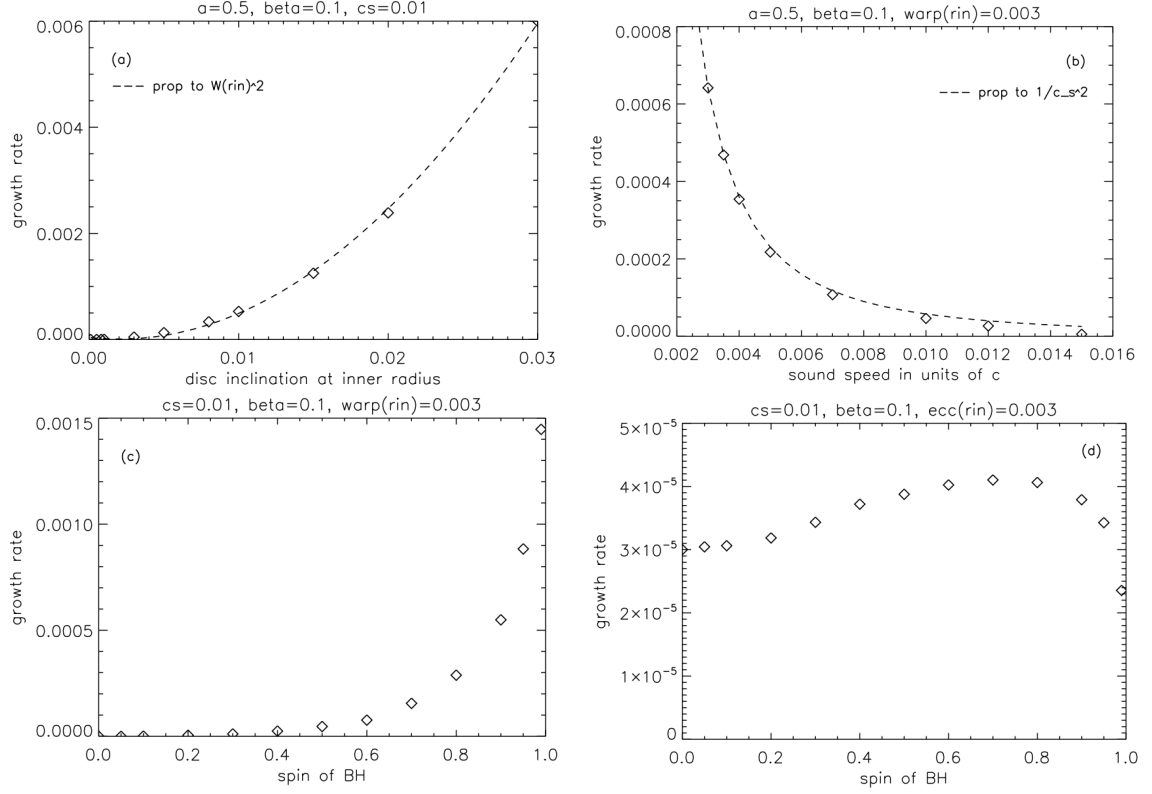 a=0.5, beta=0.1, cs=0.01
(a)
prop to W(rin)^2
growth rate
0.006
0.004
0.002
0.000
0.00 0.01 0.02 0.03
disc inclination at inner radius
a=0.5, beta=0.1, warp(rin)=0.003
(b)
prop to 1/c_s^2
growth rate
0.0008
0.0006
0.0004
0.0002
0.0000
0.002 0.004 0.006 0.008 0.010 0.012 0.014 0.016
sound speed in units of c
cs=0.01, beta=0.1, warp(rin)=0.003
(c)
growth rate
0.0015
0.0010
0.0005
0.0000
0.0 0.2 0.4 0.6 0.8 1.0
spin of BH
cs=0.01, beta=0.1, ecc(rin)=0.003
(d)
growth rate
5×10⁻⁵
4×10⁻⁵
3×10⁻⁵
2×10⁻⁵
1×10⁻⁵
0
0.0 0.2 0.4 0.6 0.8 1.0
spin of BH